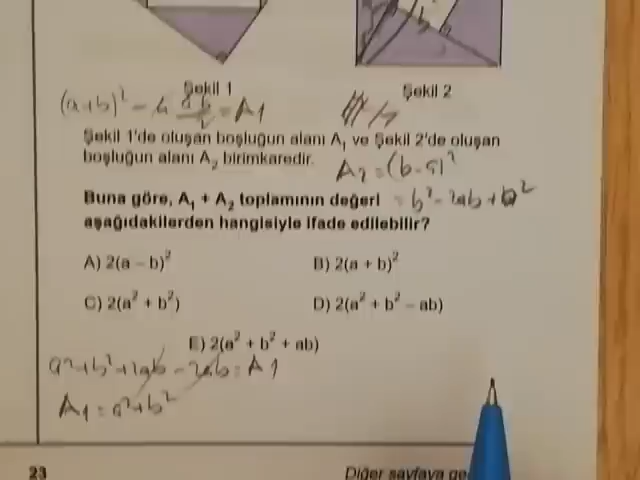 Şekil 1
Şekil 2
(a+b)² - 4 ab/2 = A1
Şekil 1'de oluşan boşluğun alanı A₁ ve Şekil 2'de oluşan
boşluğun alanı A₂ birimkaredir.
A₂ = (b-a)²
Buna göre, A₁ + A₂ toplamının değeri
= b² - 2ab + a²
aşağıdakilerden hangisiyle ifade edilebilir?
A) 2(a – b)²
B) 2(a + b)²
C) 2(a² + b²)
D) 2(a² + b² – ab)
E) 2(a² + b² + ab)
a²+b²+2ab - 2ab = A1
A1 = a²+b²
23
Diğer sayfaya ge